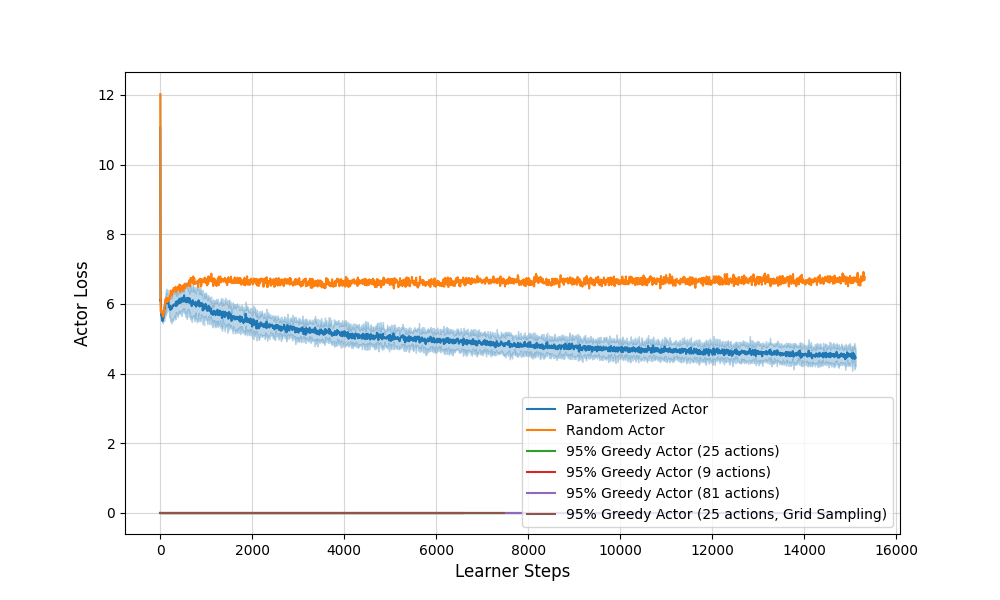 12
10
8
6
4
2
0
Actor Loss
Parameterized Actor
Random Actor
95% Greedy Actor (25 actions)
95% Greedy Actor (9 actions)
95% Greedy Actor (81 actions)
95% Greedy Actor (25 actions, Grid Sampling)
0 2000 4000 6000 8000 10000 12000 14000 16000
Learner Steps